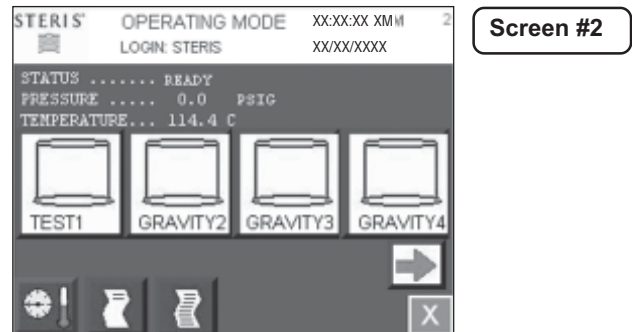 STERIS® OPERATING MODE XX:XX:XX XM 2
LOGIN: STERIS XX/XX/XXXX
Screen #2
STATUS ....... READY
PRESSURE ..... 0.0 PSIG
TEMPERATURE... 114.4 C
TEST1 GRAVITY2 GRAVITY3 GRAVITY4
X